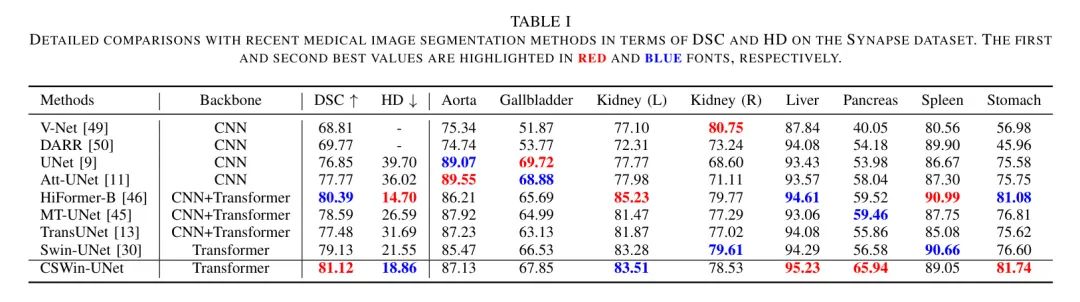 TABLE I
DETAILED COMPARISONS WITH RECENT MEDICAL IMAGE SEGMENTATION METHODS IN TERMS OF DSC AND HD ON THE SYNAPSE DATASET. THE FIRST
AND SECOND BEST VALUES ARE HIGHLIGHTED IN RED AND BLUE FONTS, RESPECTIVELY.
Methods Backbone DSC ↑ HD ↓ Aorta Gallbladder Kidney (L) Kidney (R) Liver Pancreas Spleen Stomach
V-Net [49] CNN 68.81 - 75.34 51.87 77.10 80.75 87.84 40.05 80.56 56.98
DARR [50] CNN 69.77 - 74.74 53.77 72.31 73.24 94.08 54.18 89.90 45.96
UNet [9] CNN 76.85 39.70 89.07 69.72 77.77 68.60 93.43 53.98 86.67 75.58
Att-UNet [11] CNN 77.77 36.02 89.55 68.88 77.98 71.11 93.57 58.04 87.30 75.75
HiFormer-B [46] CNN+Transformer 80.39 14.70 86.21 65.69 85.23 79.77 94.61 59.52 90.99 81.08
MT-UNet [45] CNN+Transformer 78.59 26.59 87.92 64.99 81.47 77.29 93.06 59.46 87.75 76.81
TransUNet [13] CNN+Transformer 77.48 31.69 87.23 63.13 81.87 77.02 94.08 55.86 85.08 75.62
Swin-UNet [30] Transformer 79.13 21.55 85.47 66.53 83.28 79.61 94.29 56.58 90.66 76.60
CSWin-UNet Transformer 81.12 18.86 87.13 67.85 83.51 78.53 95.23 65.94 89.05 81.74